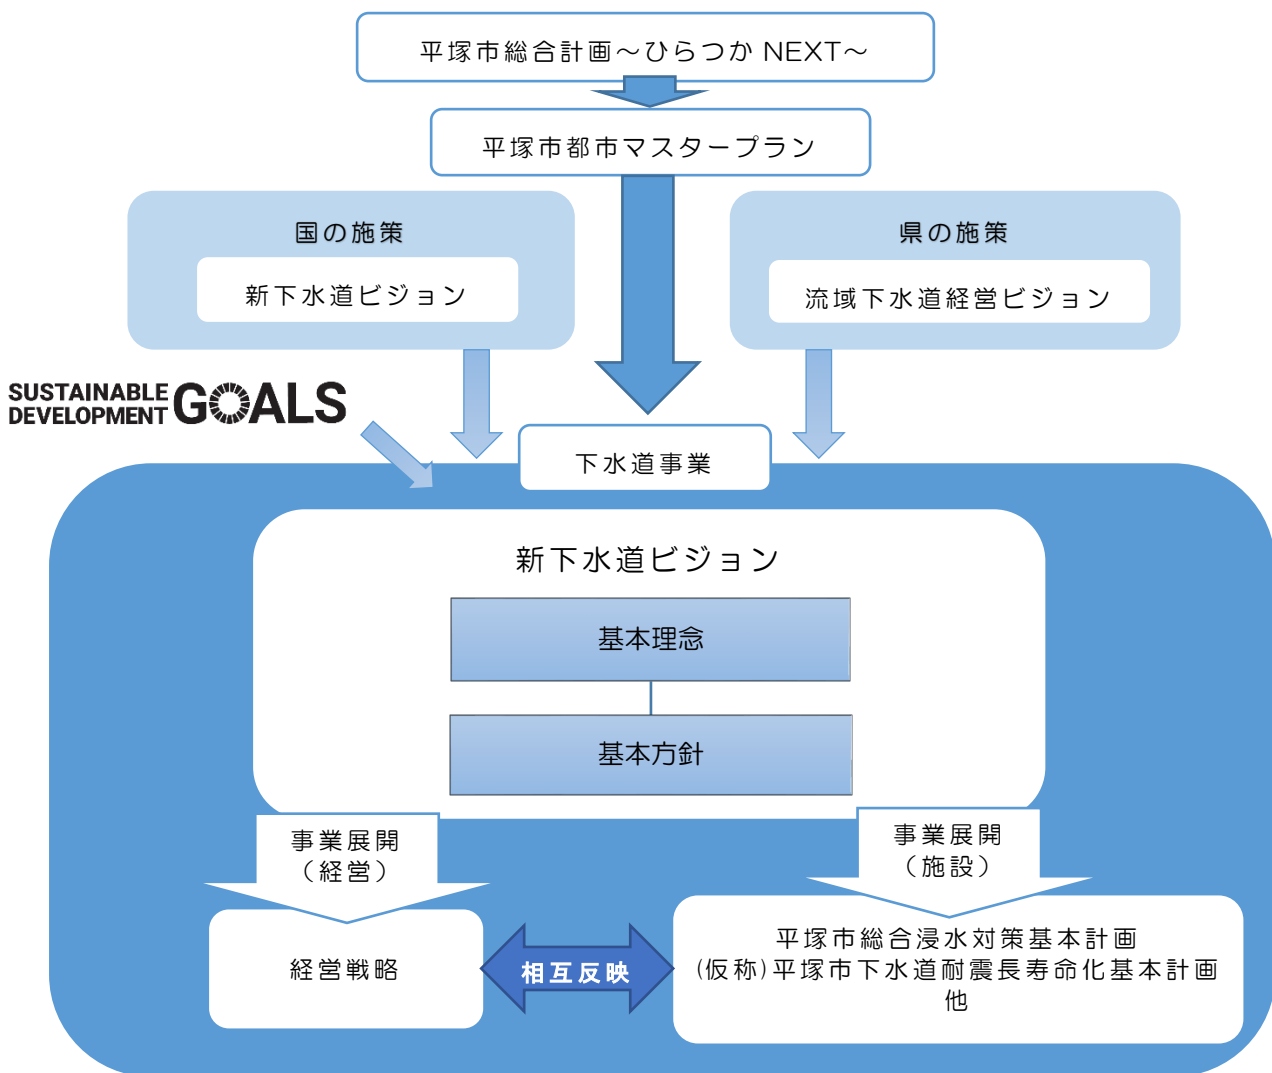 平塚市総合計画～ひらつか NEXT～
平塚市都市マスタープラン
国の施策
新下水道ビジョン
県の施策
流域下水道経営ビジョン
SUSTAINABLE
DEVELOPMENT
GOALS
下水道事業
新下水道ビジョン
基本理念
基本方針
事業展開
（経営）
事業展開
（施設）
経営戦略
相互反映
平塚市総合浸水対策基本計画
(仮称)平塚市下水道耐震長寿命化基本計画
他